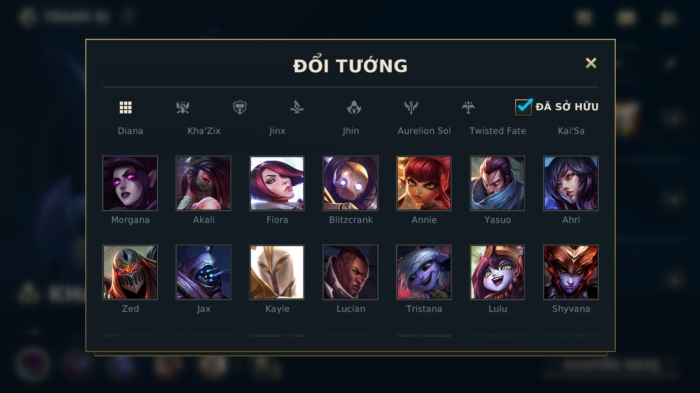 ĐỔI TƯỚNG
ĐÃ SỞ HỮU
Diana Kha'Zix Jinx Jhin Aurelion Sol Twisted Fate Kai'Sa
Morgana Akali Fiora Blitzcrank Annie Yasuo Ahri
Zed Jax Kayle Lucian Tristana Lulu Shyvana